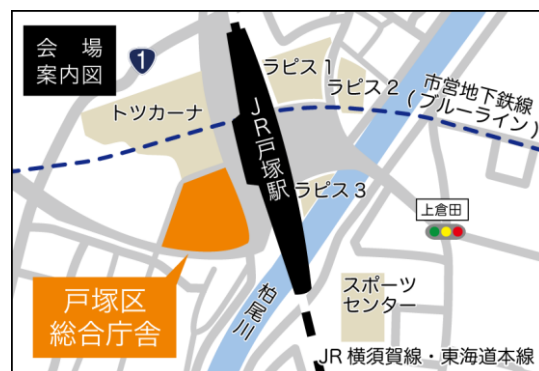 会場
案内図
1
トツカーナ
JR戸塚駅
ラピス1
ラピス2
市営地下鉄線
(ブルーライン)
ラピス3
上倉田
戸塚区
総合庁舎
柏尾川
スポーツ
センター
JR横須賀線・東海道本線